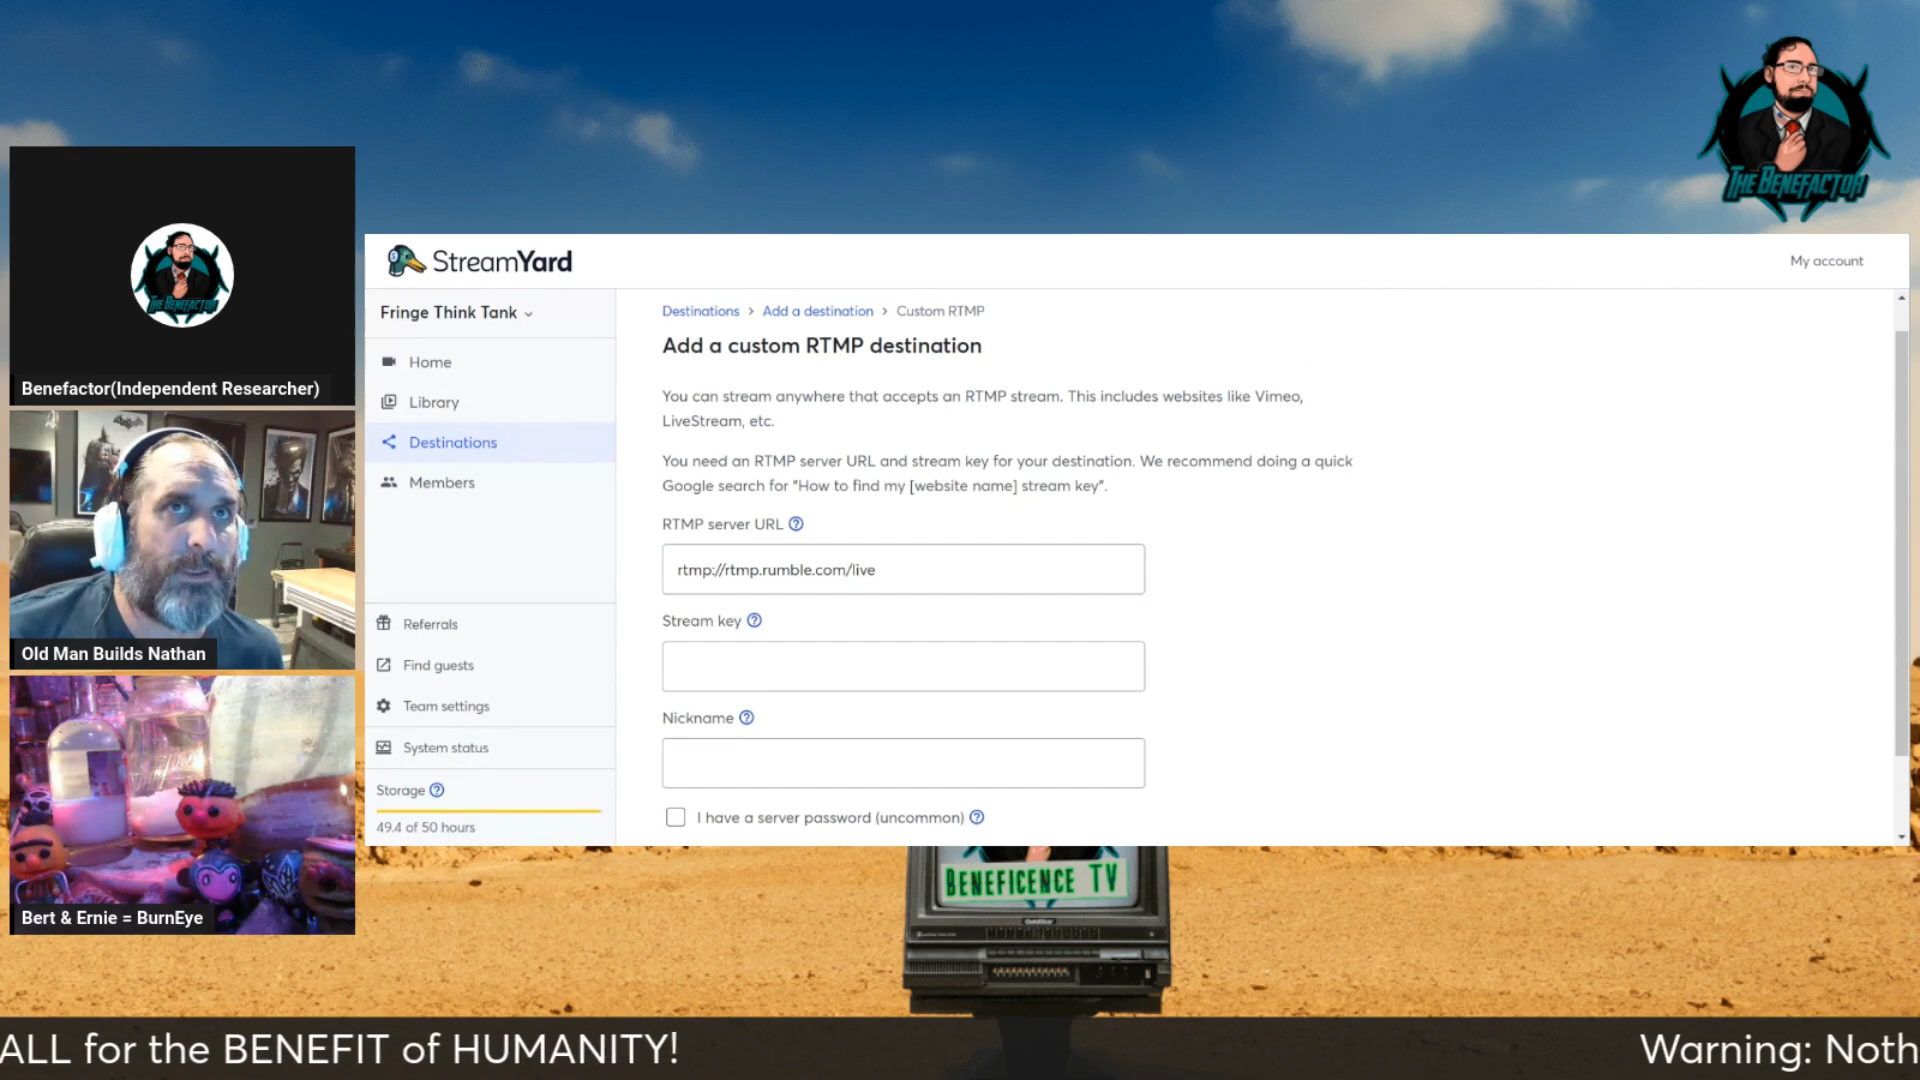 THE BENEFACTOR
THE BENEFACTOR
Benefactor(Independent Researcher)
Old Man Builds Nathan
Bert & Ernie = BurnEye
StreamYard
My account
Fringe Think Tank
Home
Library
Destinations
Members
Referrals
Find guests
Team settings
System status
Storage
49.4 of 50 hours
Destinations > Add a destination > Custom RTMP
Add a custom RTMP destination
You can stream anywhere that accepts an RTMP stream. This includes websites like Vimeo,
LiveStream, etc.
You need an RTMP server URL and stream key for your destination. We recommend doing a quick
Google search for "How to find my [website name] stream key".
RTMP server URL
rtmp://rtmp.rumble.com/live
Stream key
Nickname
I have a server password (uncommon)
BENEFICENCE TV
GoldStar
ALL for the BENEFIT of HUMANITY!
Warning: Noth